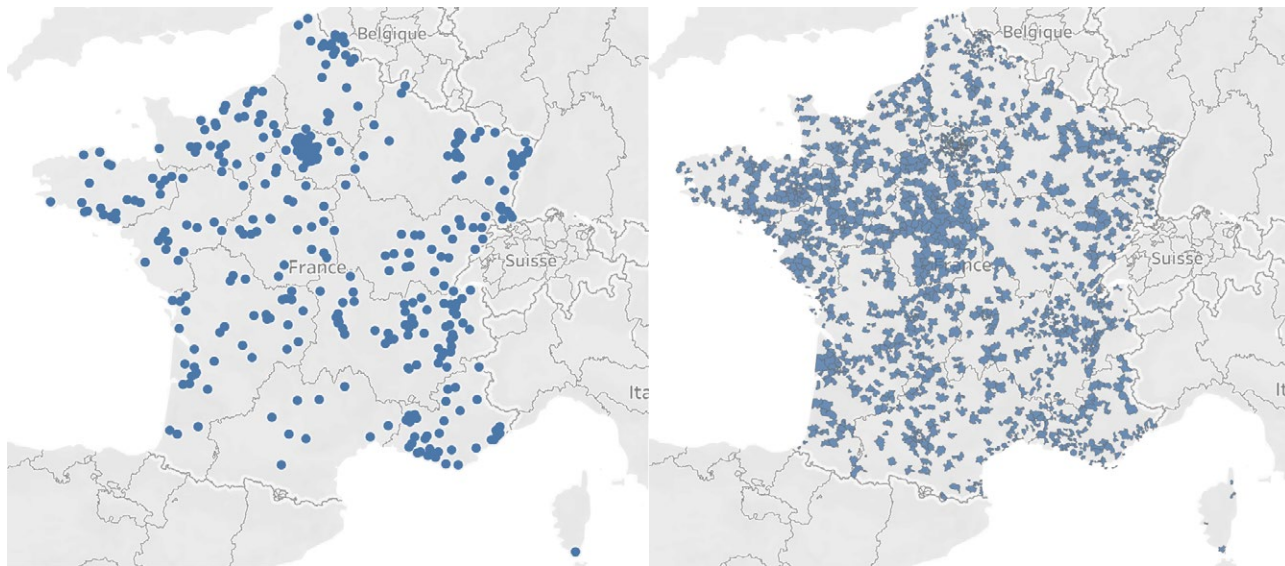 Belgique
France
Suisse
Ita
Belgique
France
Suisse
It